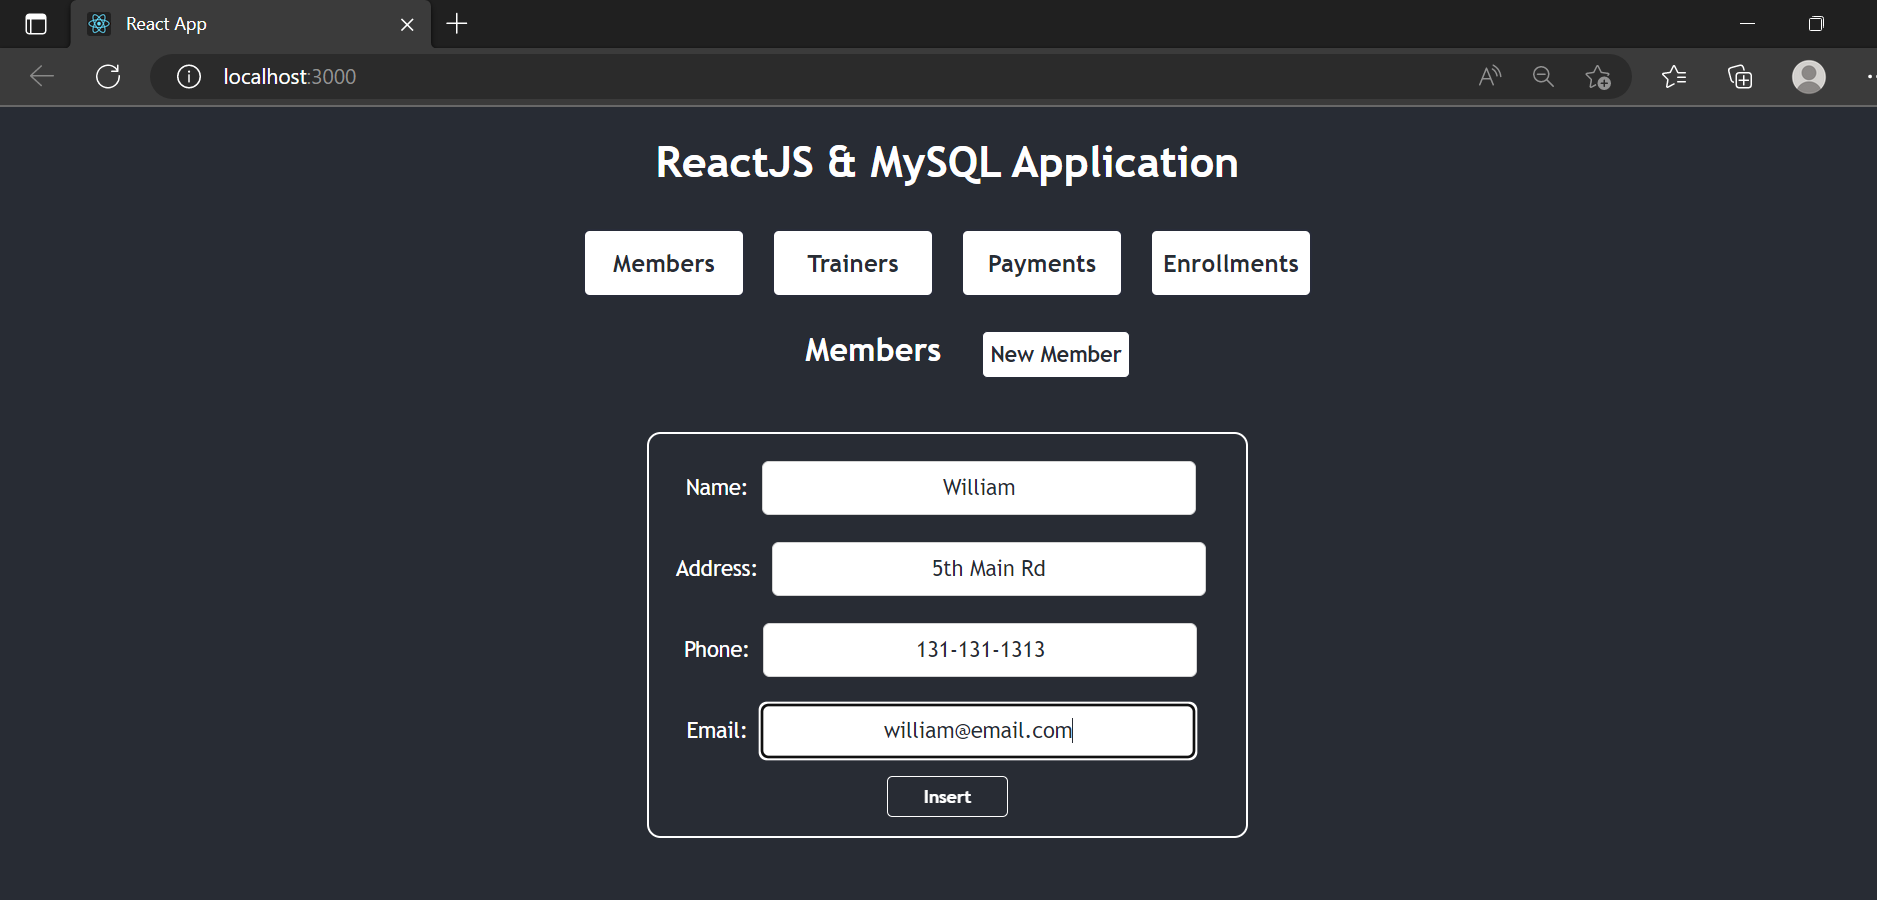 React App
localhost:3000
ReactJS & MySQL Application
Members Trainers Payments Enrollments
Members New Member
Name: William
Address: 5th Main Rd
Phone: 131-131-1313
Email: william@email.com
Insert